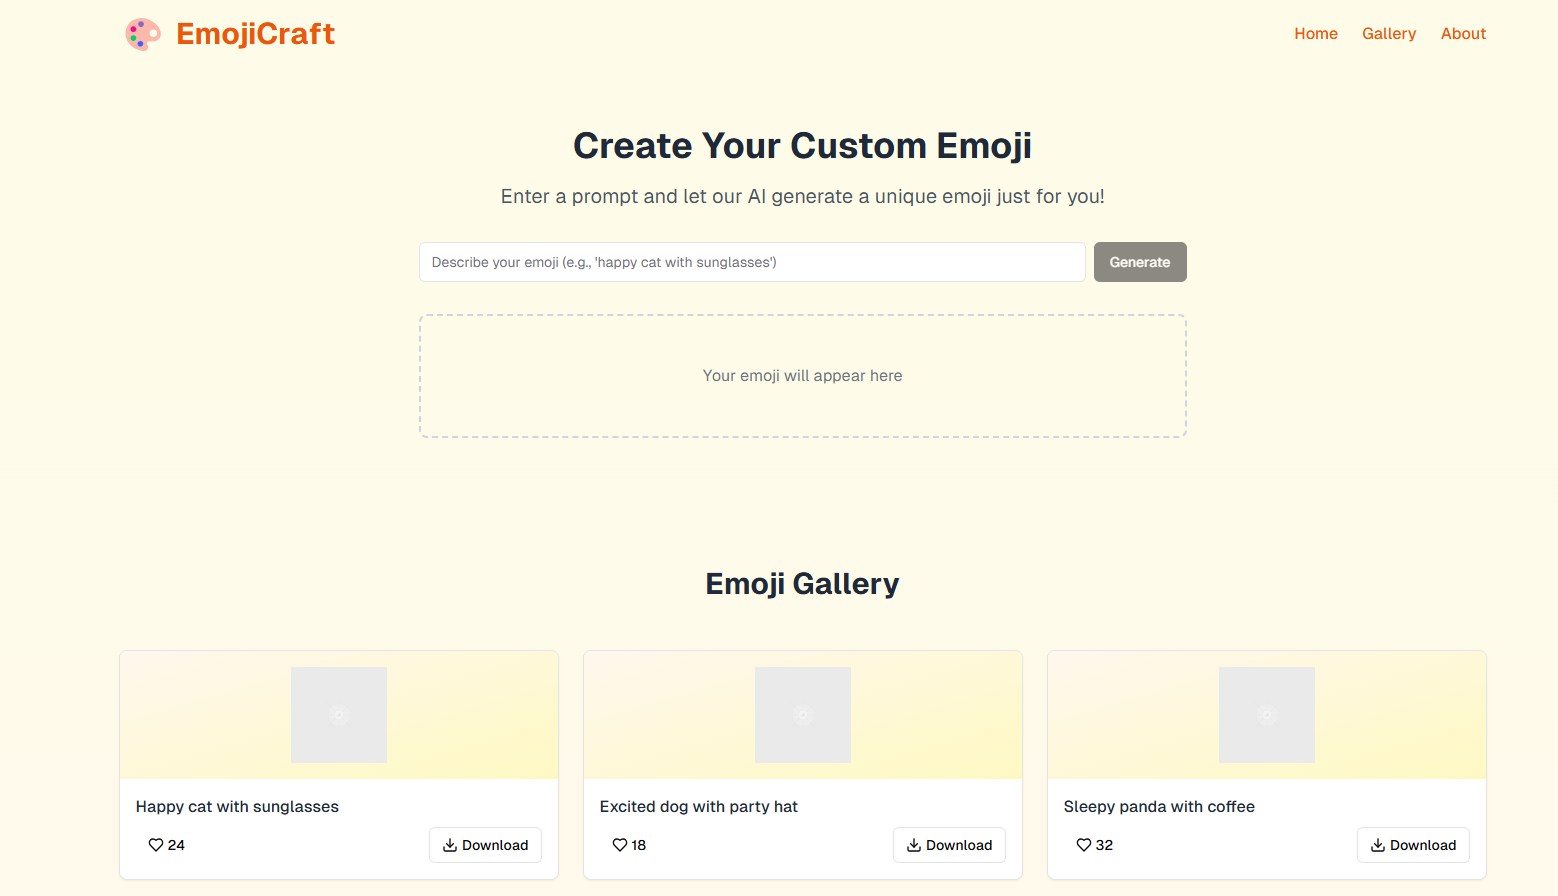 EmojiCraft
Home Gallery About
Create Your Custom Emoji
Enter a prompt and let our AI generate a unique emoji just for you!
Describe your emoji (e.g., 'happy cat with sunglasses')
Generate
Your emoji will appear here
Emoji Gallery
Happy cat with sunglasses
24 Download
Excited dog with party hat
18 Download
Sleepy panda with coffee
32 Download